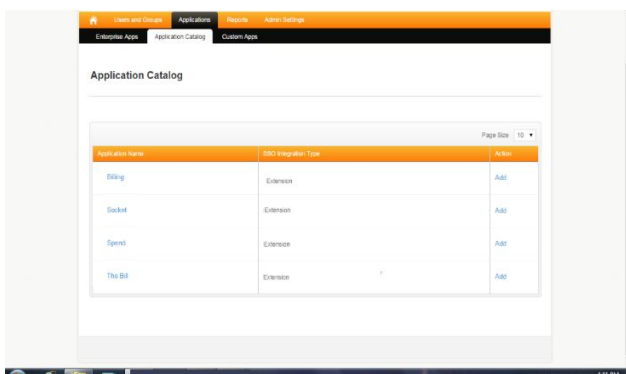 Users and Groups Applications Reports Admin Settings
Enterprise Apps Application Catalog Custom Apps
Application Catalog
Page Size 10
Application Name SSO Integration Type Action
Billing Extension Add
Socket Extension Add
Spend Extension Add
The Bill Extension Add